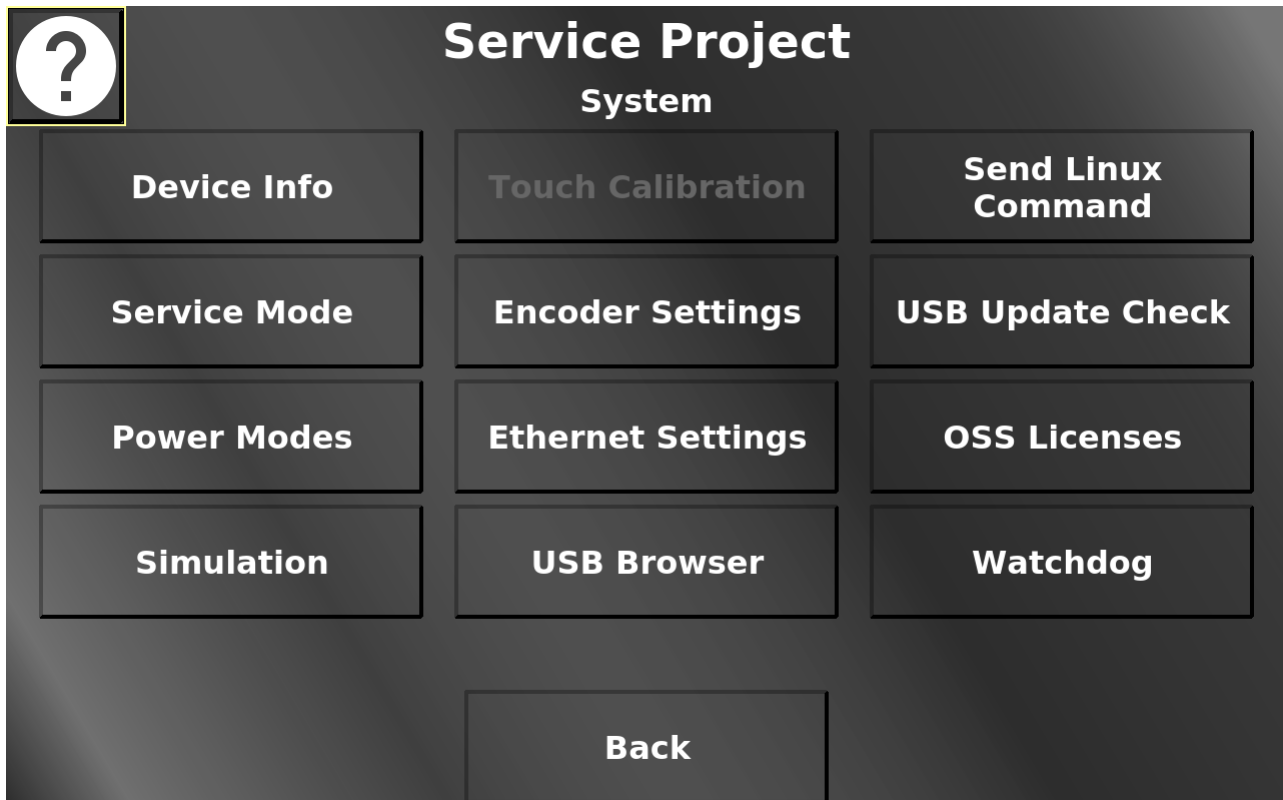 ?
Service Project
System
Device Info
Touch Calibration
Send Linux
Command
Service Mode
Encoder Settings
USB Update Check
Power Modes
Ethernet Settings
OSS Licenses
Simulation
USB Browser
Watchdog
Back